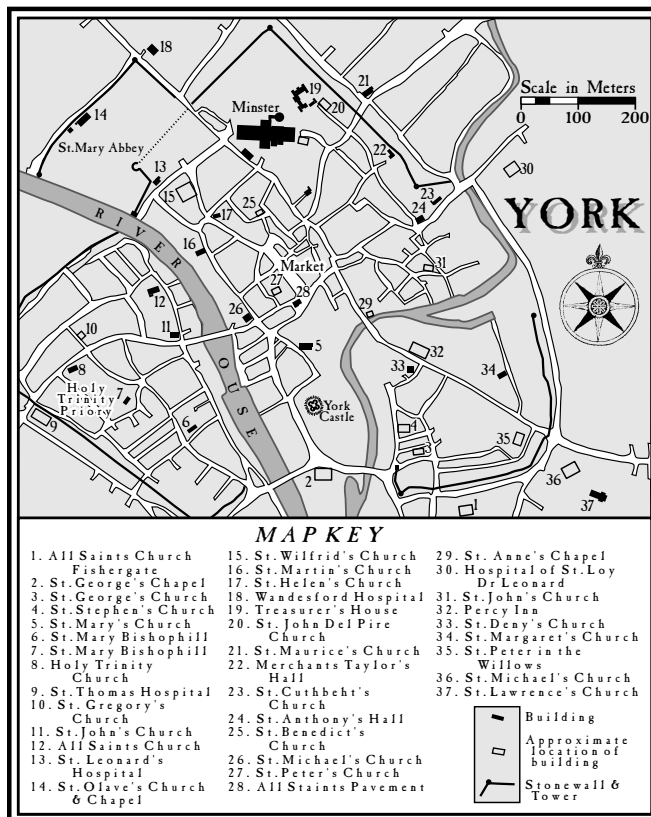 18
21
19
20
Minster
Scale in Meters
0 100 200
14
St.Mary Abbey
22
30
13
15
23
25
17
24
YORK
RIVER
16
Market
31
27
28
12
26
29
11
10
5
32
8
33
34
OUSE
Holy
Trinity
Priory
7
York
Castle
9
6
4
35
3
2
36
1
37
MAP KEY
1. All Saints Church
Fishergate
2. St.George's Chapel
3. St.George's Church
4. St.Stephen's Church
5. St.Mary's Church
6. St.Mary Bishophill
7. St.Mary Bishophill
8. Holy Trinity
Church
9. St.Thomas Hospital
10. St. Gregory's
Church
11. St.John's Church
12. All Saints Church
13. St. Leonard's
Hospital
14. St.Olave's Church
& Chapel
15. St.Wilfrid's Church
16. St.Martin's Church
17. St.Helen's Church
18. Wandesford Hospital
19. Treasurer's House
20. St. John Del Pire
Church
21. St.Maurice's Church
22. Merchants Taylor's
Hall
23. St.Cuthbeht's
Church
24. St.Anthony's Hall
25. St.Benedict's
Church
26. St.Michael's Church
27. St.Peter's Church
28. All Staints Pavement
29. St. Anne's Chapel
30. Hospital of St.Loy
Dr Leonard
31. St.John's Church
32. Percy Inn
33. St.Deny's Church
34. St.Margaret's Church
35. St.Peter in the
Willows
36. St.Michael's Church
37. St.Lawrence's Church
Building
Approximate
location of
building
Stonewall &
Tower